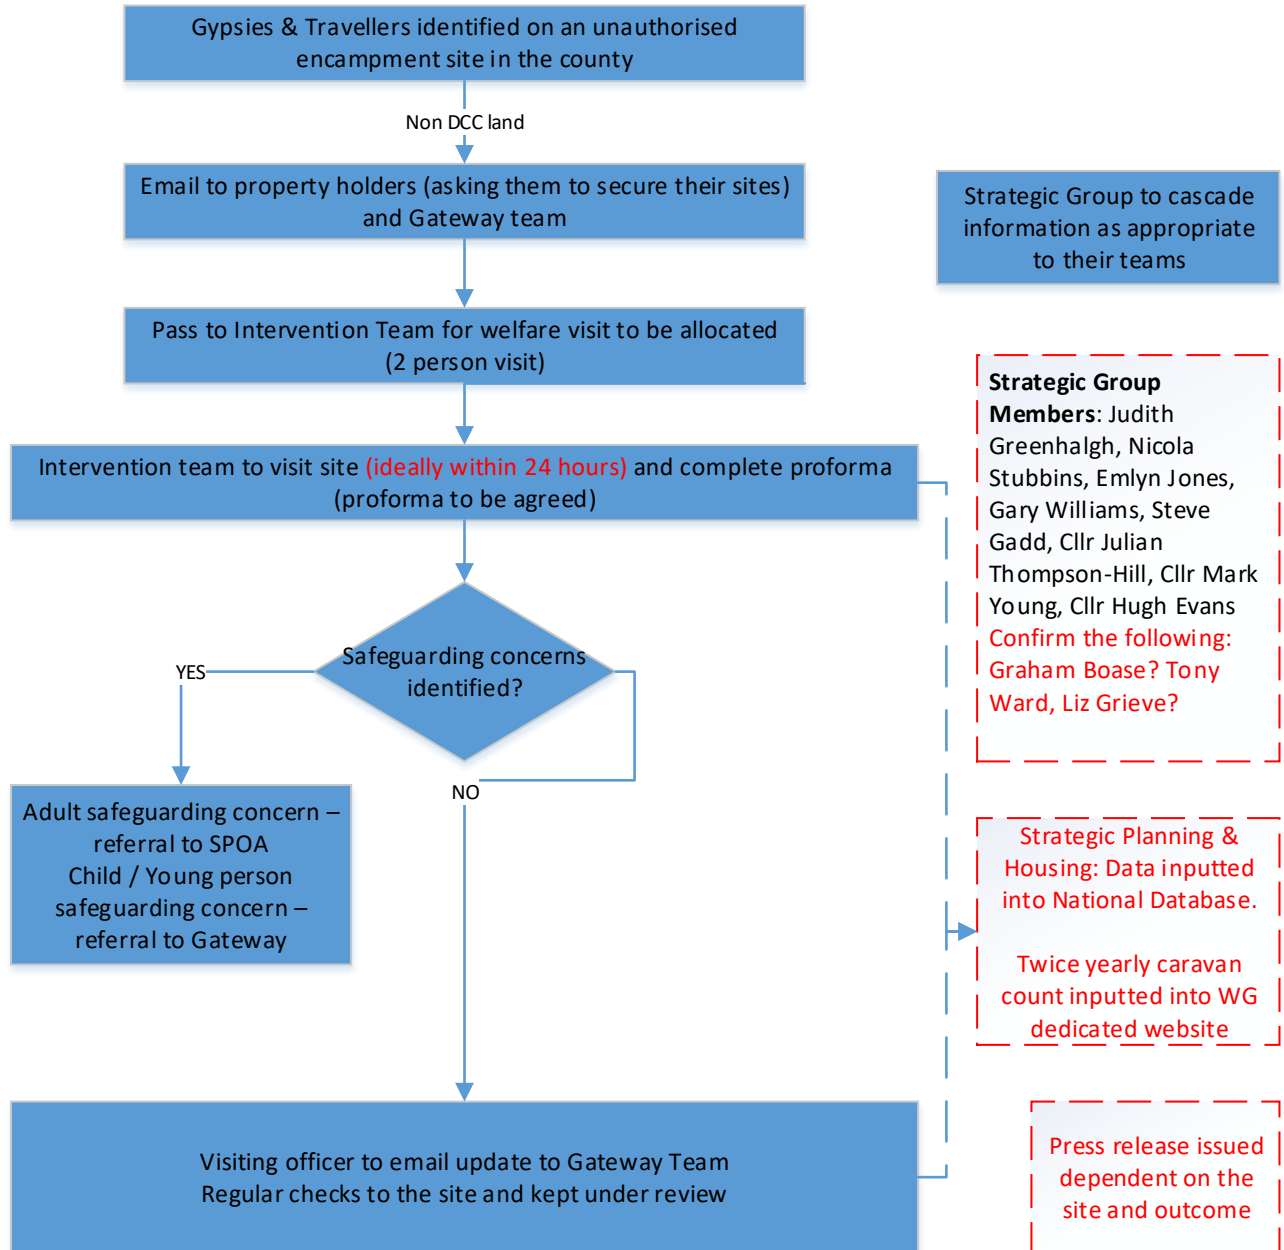 Gypsies & Travellers identified on an unauthorised
encampment site in the county
Non DCC land
Email to property holders (asking them to secure their sites)
and Gateway team
Strategic Group to cascade
information as appropriate
to their teams
Pass to Intervention Team for welfare visit to be allocated
(2 person visit)
Strategic Group
Members: Judith
Greenhalgh, Nicola
Stubbins, Emlyn Jones,
Gary Williams, Steve
Gadd, Cllr Julian
Thompson-Hill, Cllr Mark
Young, Cllr Hugh Evans
Confirm the following:
Graham Boase? Tony
Ward, Liz Grieve?
Intervention team to visit site (ideally within 24 hours) and complete proforma
(proforma to be agreed)
Safeguarding concerns
identified?
YES
NO
Adult safeguarding concern –
referral to SPOA
Child / Young person
safeguarding concern –
referral to Gateway
Strategic Planning &
Housing: Data inputted
into National Database.
Twice yearly caravan
count inputted into WG
dedicated website
Visiting officer to email update to Gateway Team
Regular checks to the site and kept under review
Press release issued
dependent on the
site and outcome